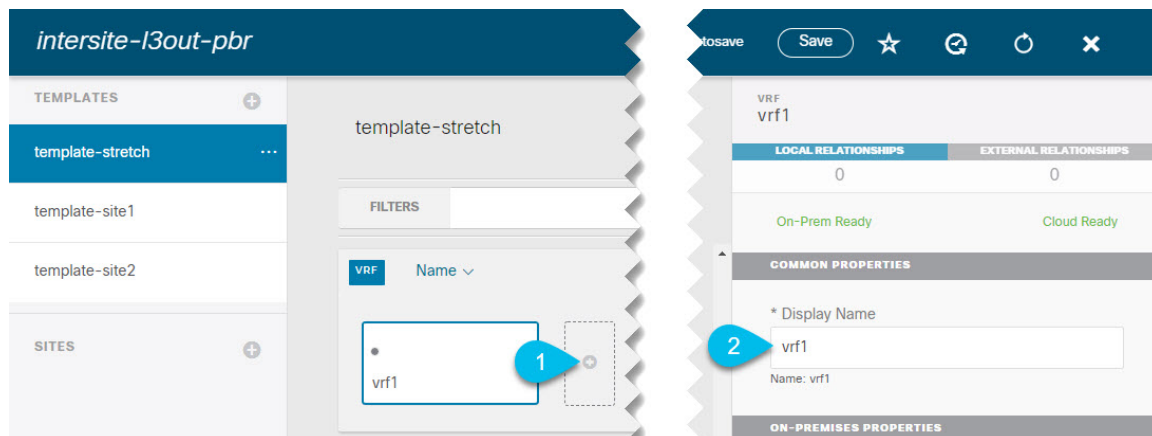 intersite-l3out-pbr
TEMPLATES
template-stretch
template-site1
template-site2
SITES
template-stretch
FILTERS
VRF Name
vrf1
1
tosave Save
VRF
vrf1
LOCAL RELATIONSHIPS EXTERNAL RELATIONSHIPS
0 0
On-Prem Ready Cloud Ready
COMMON PROPERTIES
* Display Name
2 vrf1
Name: vrf1
ON-PREMISES PROPERTIES